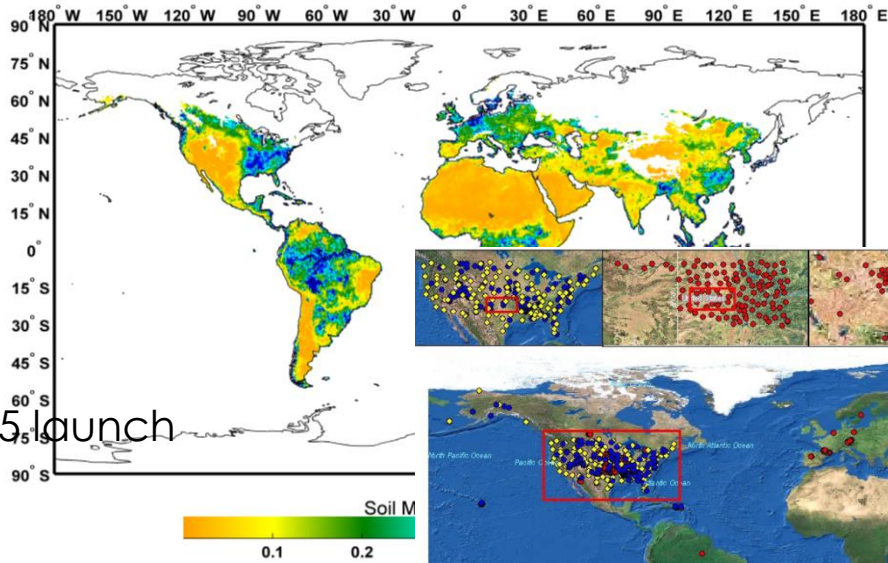 180° W 150° W 120° W 90° W 60° W 30° W 0° 30° E 60° E 90° E 120° E 150° E 180° E
90° N
75° N
60° N
45° N
30° N
15° N
0°
15° S
30° S
45° S
60° S
5 launch
75° S
90° S
North Pacific Ocean
North Atlantic Ocean
Soil M
0.1 0.2